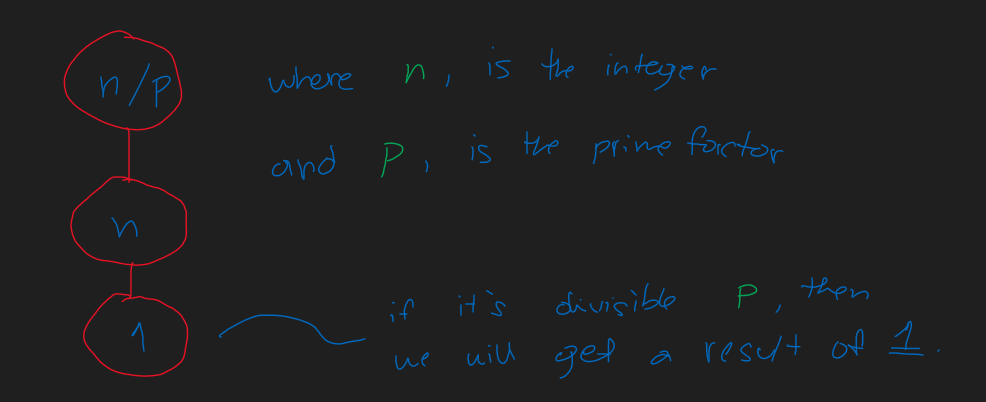 n/p
where n, is the integer
and p, is the prime factor
n
1
if it's divisible p, then
we will get a result of 1.